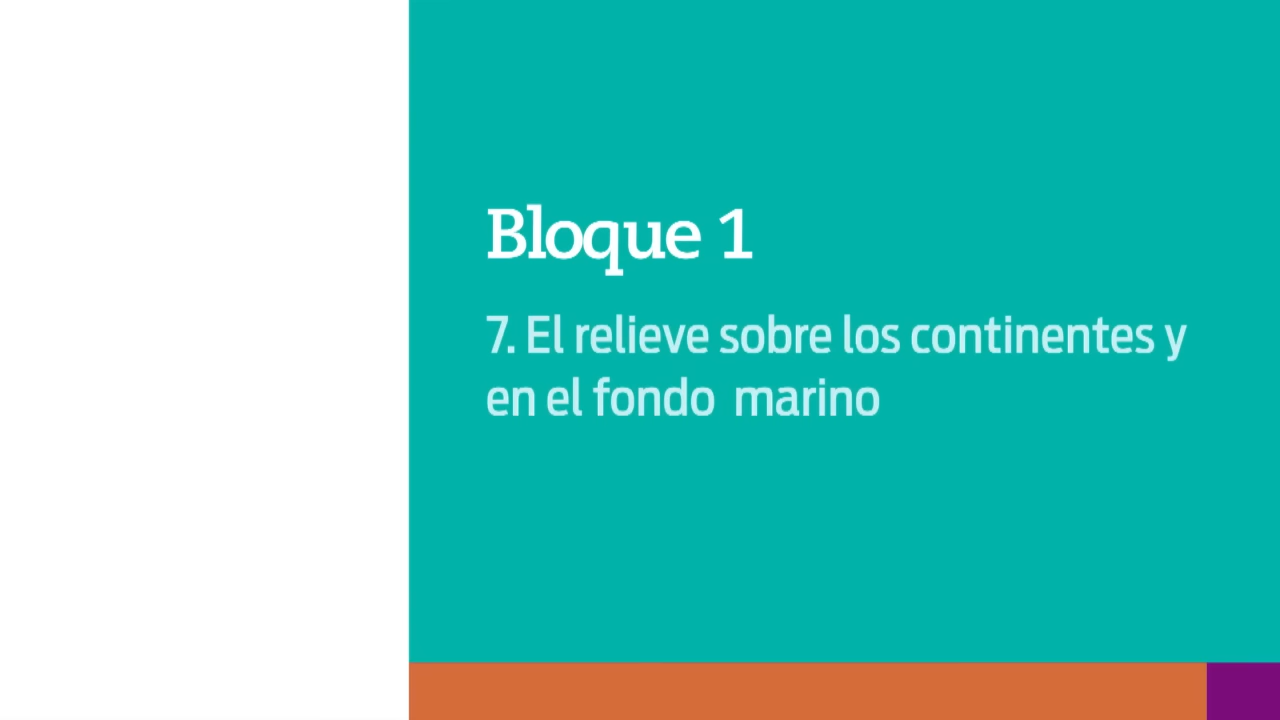 Bloque 1
7. El relieve sobre los continentes y
en el fondo  marino